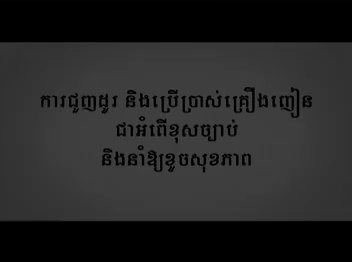 ការជួញដូរ និងប្រើប្រាស់គ្រឿងញៀន
ជាអំពើខុសច្បាប់
និងនាំឱ្យខូចសុខភាព